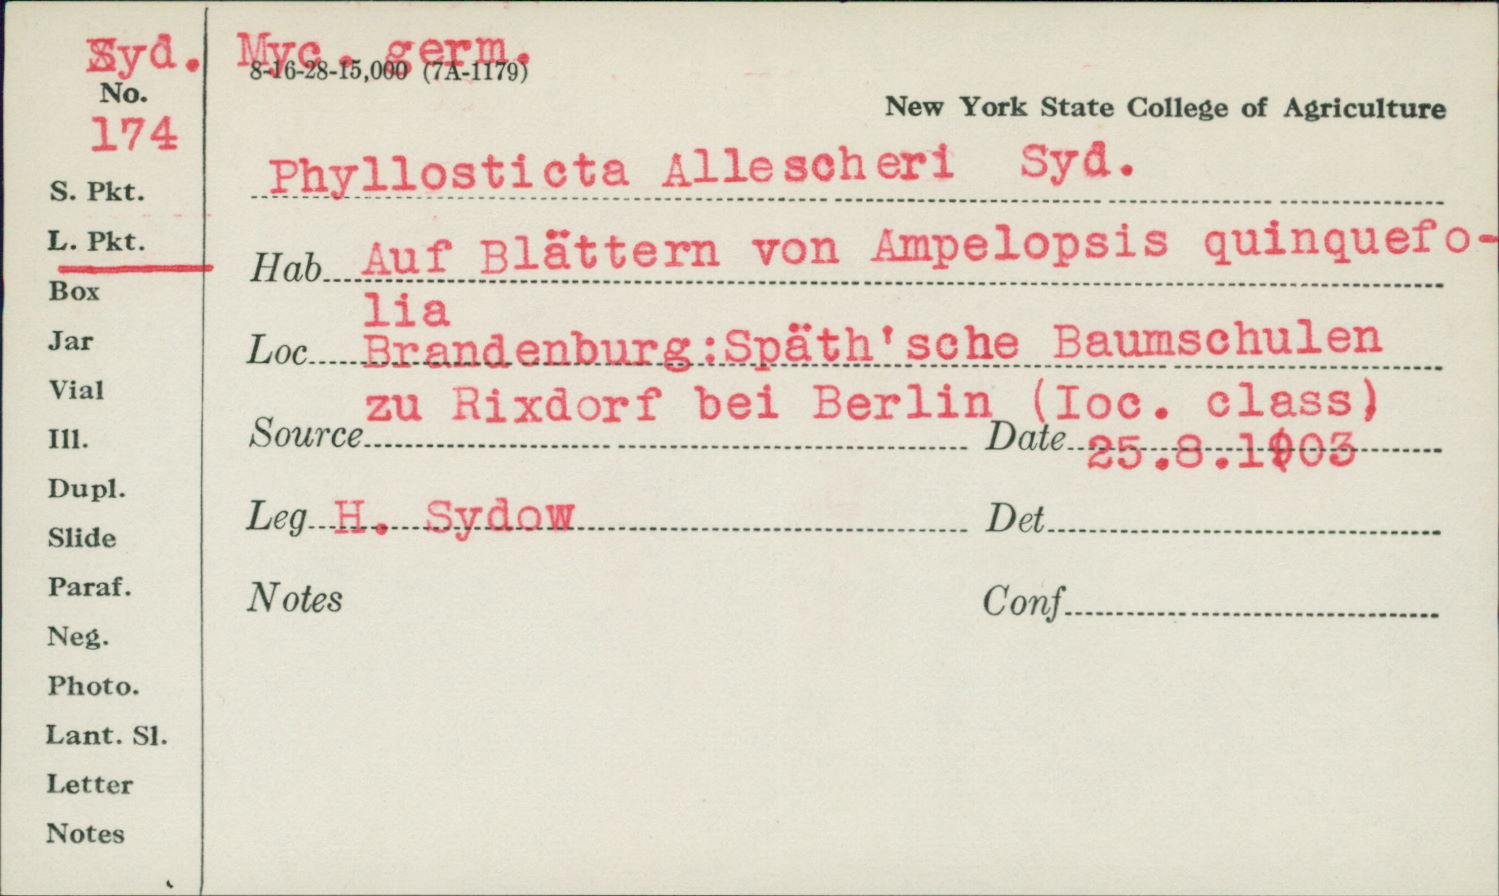 Syd. Myc. germ.
8-16-28-15,000 (7A-1179)
No.
174
New York State College of Agriculture
Phyllosticta Allescheri Syd.
S. Pkt.
L. Pkt.
Hab Auf Blättern von Ampelopsis quinquefo-
lia
Box
Jar
Loc Brandenburg:Späth'sche Baumschulen
Vial
zu Rixdorf bei Berlin (Ioc. class)
Ill.
Source Date 25.8.1903
Dupl.
Leg H. Sydow Det
Slide
Paraf.
Notes Conf
Neg.
Photo.
Lant. Sl.
Letter
Notes